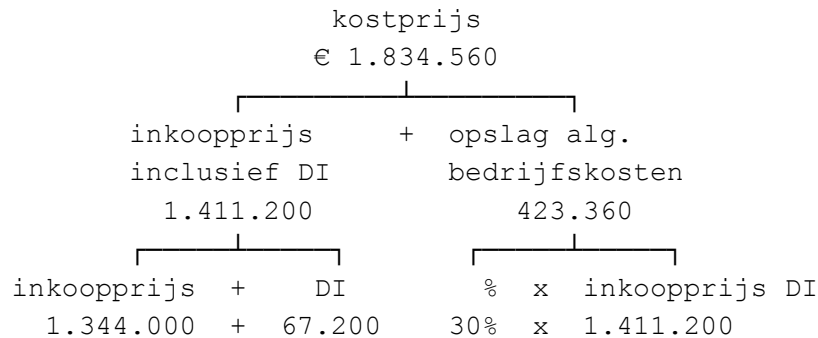 kostprijs
€ 1.834.560
inkoopprijs + opslag alg.
inclusief DI bedrijfskosten
1.411.200 423.360
inkoopprijs + DI % x inkoopprijs DI
1.344.000 + 67.200 30% x 1.411.200